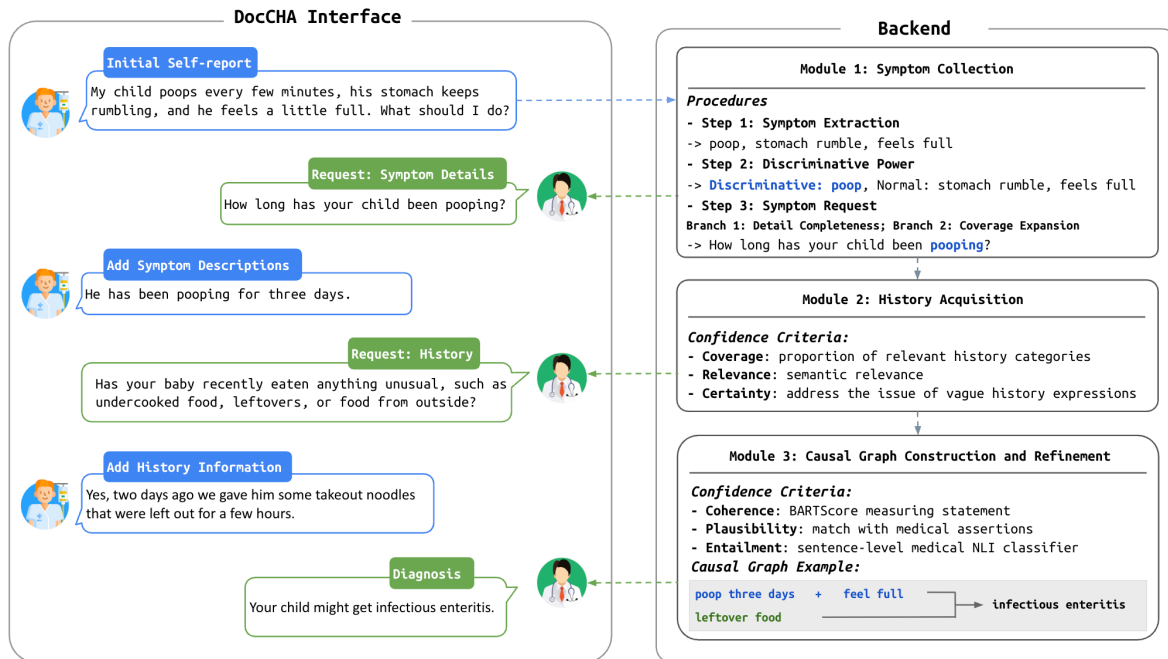 DocCHA Interface
Initial Self-report
My child poops every few minutes, his stomach keeps
rumbling, and he feels a little full. What should I do?
Request: Symptom Details
How long has your child been pooping?
Add Symptom Descriptions
He has been pooping for three days.
Request: History
Has your baby recently eaten anything unusual, such as
undercooked food, leftovers, or food from outside?
Add History Information
Yes, two days ago we gave him some takeout noodles
that were left out for a few hours.
Diagnosis
Your child might get infectious enteritis.
Backend
Module 1: Symptom Collection
Procedures
- Step 1: Symptom Extraction
-> poop, stomach rumble, feels full
- Step 2: Discriminative Power
-> Discriminative: poop, Normal: stomach rumble, feels full
- Step 3: Symptom Request
Branch 1: Detail Completeness; Branch 2: Coverage Expansion
-> How long has your child been pooping?
Module 2: History Acquisition
Confidence Criteria:
- Coverage: proportion of relevant history categories
- Relevance: semantic relevance
- Certainty: address the issue of vague history expressions
Module 3: Causal Graph Construction and Refinement
Confidence Criteria:
- Coherence: BARTScore measuring statement
- Plausibility: match with medical assertions
- Entailment: sentence-level medical NLI classifier
Causal Graph Example:
poop three days + feel full
infectious enteritis
leftover food